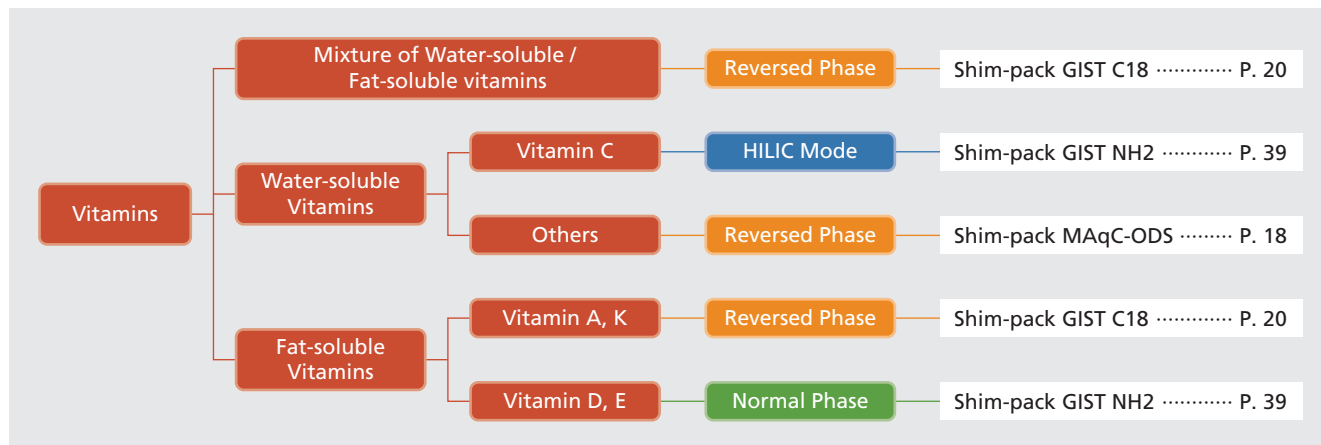 Mixture of Water-soluble /
Fat-soluble vitamins
Reversed Phase
Shim-pack GIST C18 ············· P. 20
Vitamins
Water-soluble
Vitamins
Vitamin C
HILIC Mode
Shim-pack GIST NH2 ············ P. 39
Others
Reversed Phase
Shim-pack MAqC-ODS ········· P. 18
Fat-soluble
Vitamins
Vitamin A, K
Reversed Phase
Shim-pack GIST C18 ············· P. 20
Vitamin D, E
Normal Phase
Shim-pack GIST NH2 ············ P. 39